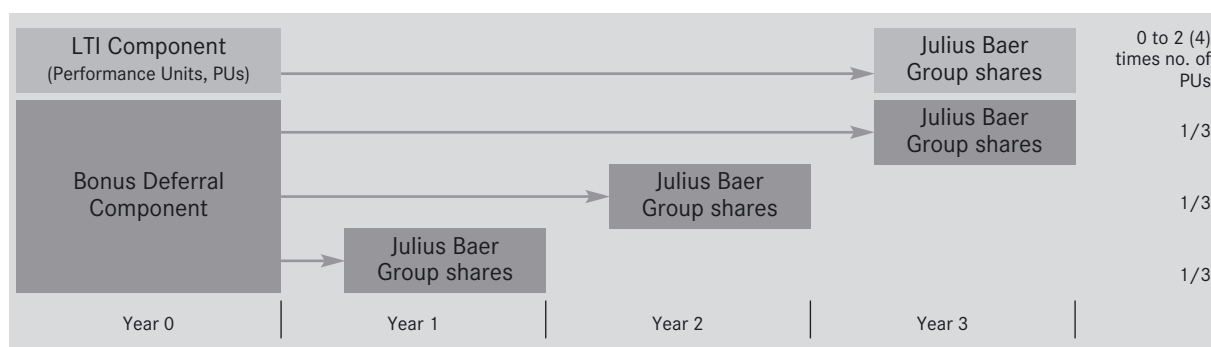 LTI Component
(Performance Units, PUs)
Julius Baer
Group shares
0 to 2 (4)
times no. of
PUs
Julius Baer
Group shares
1/3
Bonus Deferral
Component
Julius Baer
Group shares
1/3
Julius Baer
Group shares
1/3
Year 0
Year 1
Year 2
Year 3